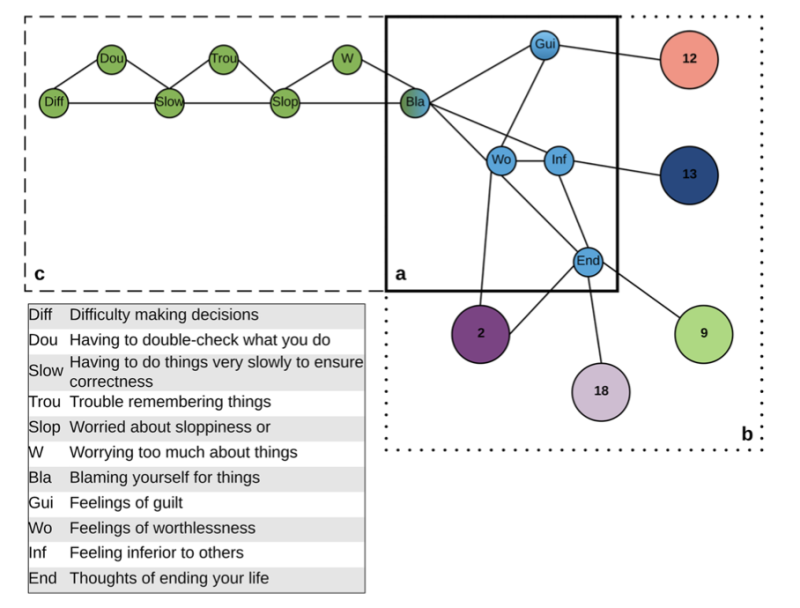 Gui
12
Dou
Trou
W
Diff
Slow
Slop
Bla
Wo
Inf
13
End
c
a
2
9
18
b
Diff Difficulty making decisions
Dou Having to double-check what you do
Slow Having to do things very slowly to ensure
correctness
Trou Trouble remembering things
Slop Worried about sloppiness or
W Worrying too much about things
Bla Blaming yourself for things
Gui Feelings of guilt
Wo Feelings of worthlessness
Inf Feeling inferior to others
End Thoughts of ending your life